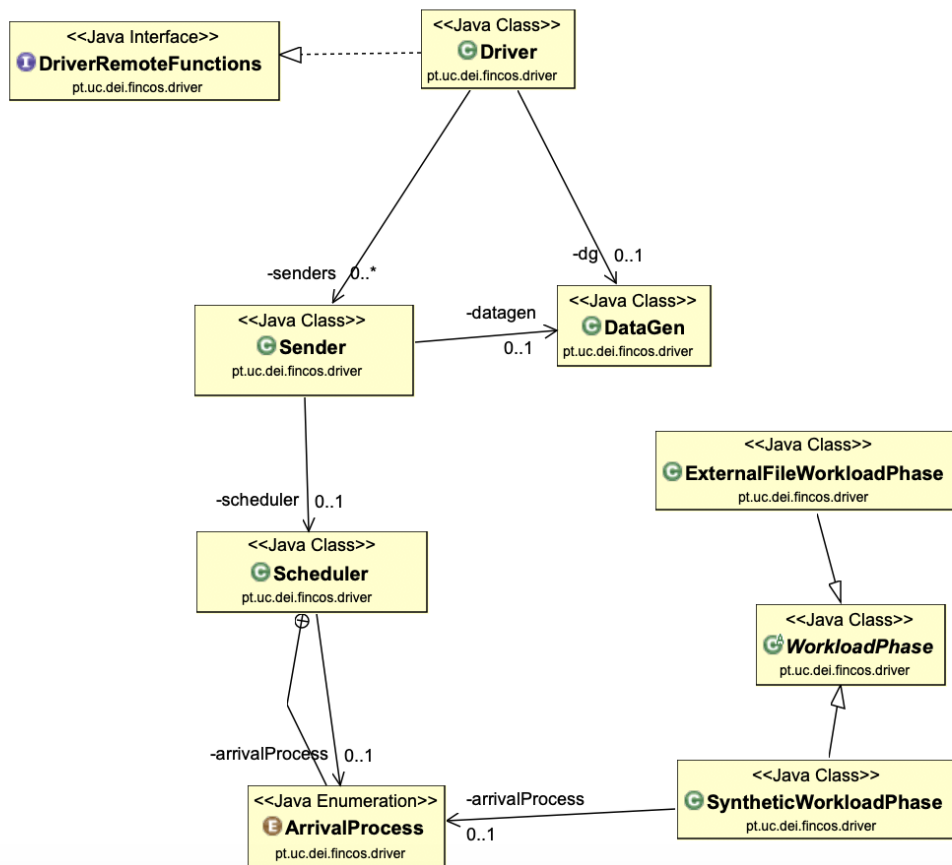 <<Java Interface>>
DriverRemoteFunctions
pt.uc.dei.fincos.driver
<<Java Class>>
Driver
pt.uc.dei.fincos.driver
-senders 0..*
-dg 0..1
<<Java Class>>
Sender
pt.uc.dei.fincos.driver
-datagen
0..1
<<Java Class>>
DataGen
pt.uc.dei.fincos.driver
<<Java Class>>
ExternalFileWorkloadPhase
pt.uc.dei.fincos.driver
-scheduler 0..1
<<Java Class>>
Scheduler
pt.uc.dei.fincos.driver
<<Java Class>>
WorkloadPhase
pt.uc.dei.fincos.driver
-arrivalProcess 0..1
<<Java Enumeration>>
ArrivalProcess
pt.uc.dei.fincos.driver
-arrivalProcess
0..1
<<Java Class>>
SyntheticWorkloadPhase
pt.uc.dei.fincos.driver